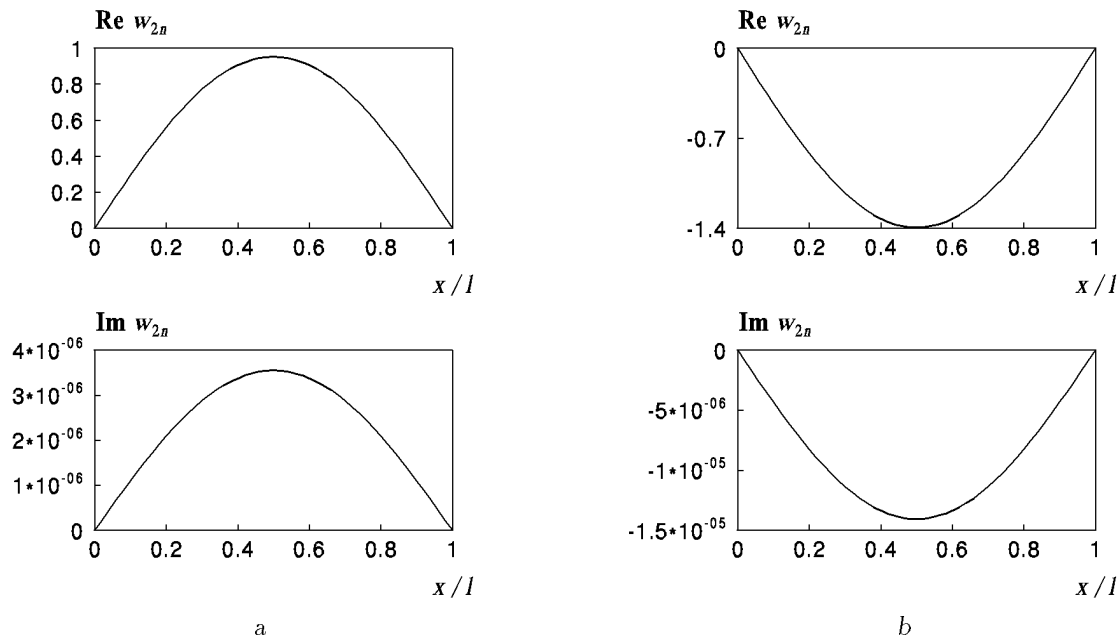 Re w2n
1
0.8
0.6
0.4
0.2
0
0 0.2 0.4 0.6 0.8 1
x/l
Re w2n
0
-0.7
-1.4
0 0.2 0.4 0.6 0.8 1
x/l
Im w2n
4*10-06
3*10-06
2*10-06
1*10-06
0
0 0.2 0.4 0.6 0.8 1
x/l
a
Im w2n
0
-5*10-06
-1*10-05
-1.5*10-05
0 0.2 0.4 0.6 0.8 1
x/l
b